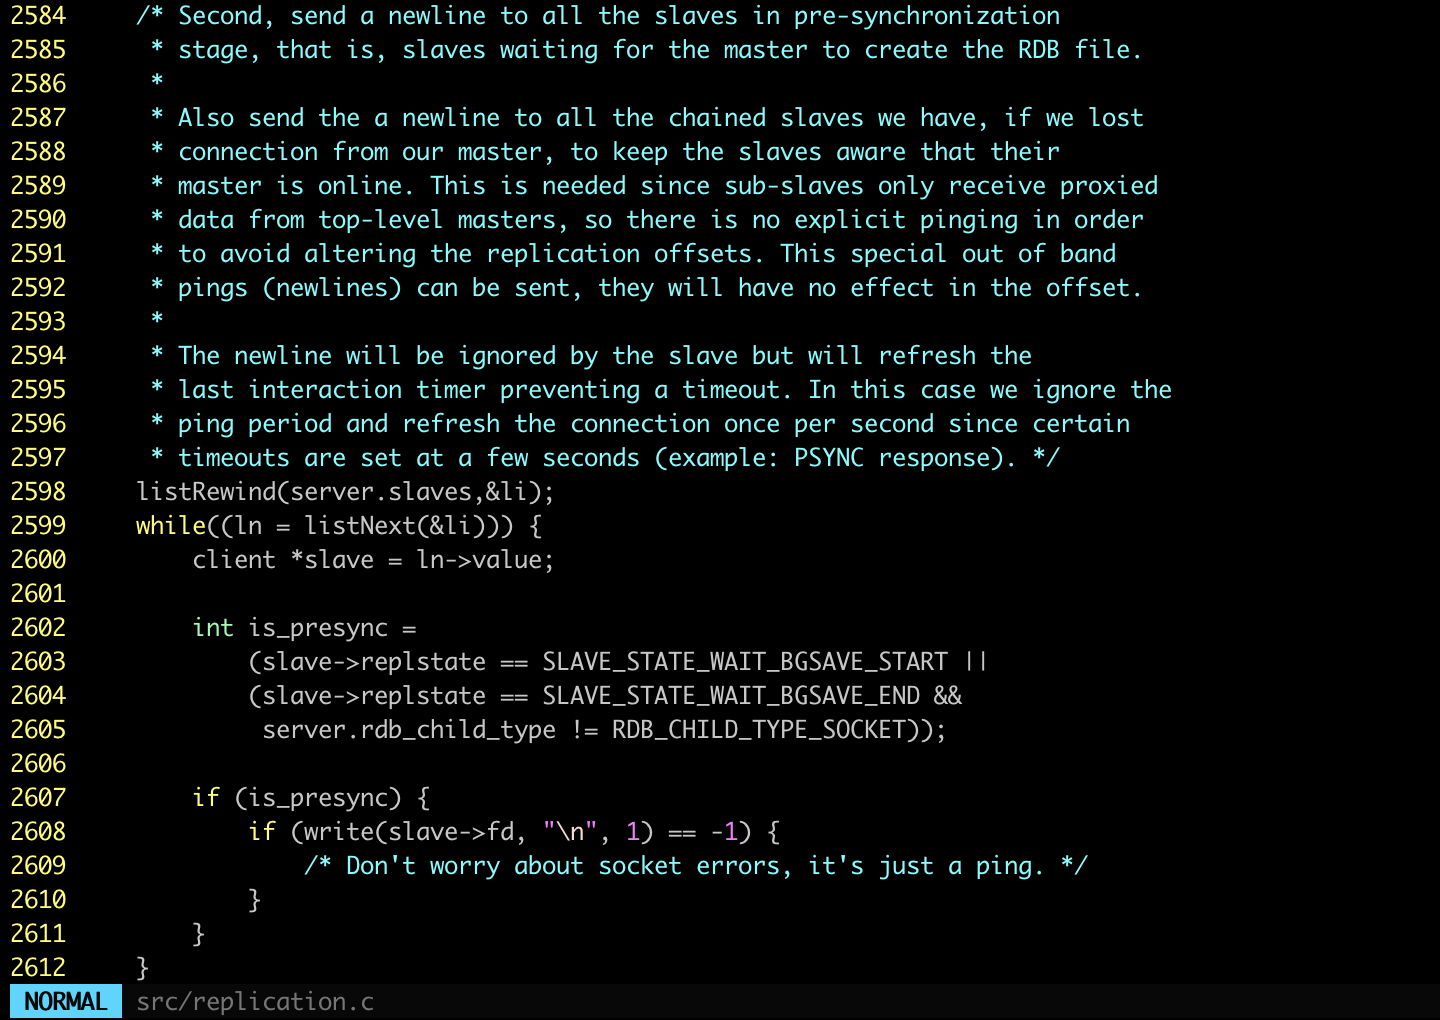 2584     /* Second, send a newline to all the slaves in pre-synchronization
2585      * stage, that is, slaves waiting for the master to create the RDB file.
2586      *
2587      * Also send the a newline to all the chained slaves we have, if we lost
2588      * connection from our master, to keep the slaves aware that their
2589      * master is online. This is needed since sub-slaves only receive proxied
2590      * data from top-level masters, so there is no explicit pinging in order
2591      * to avoid altering the replication offsets. This special out of band
2592      * pings (newlines) can be sent, they will have no effect in the offset.
2593      *
2594      * The newline will be ignored by the slave but will refresh the
2595      * last interaction timer preventing a timeout. In this case we ignore the
2596      * ping period and refresh the connection once per second since certain
2597      * timeouts are set at a few seconds (example: PSYNC response). */
2598     listRewind(server.slaves,&li);
2599     while((ln = listNext(&li))) {
2600         client *slave = ln->value;
2601
2602         int is_presync =
2603             (slave->replstate == SLAVE_STATE_WAIT_BGSAVE_START ||
2604             (slave->replstate == SLAVE_STATE_WAIT_BGSAVE_END &&
2605              server.rdb_child_type != RDB_CHILD_TYPE_SOCKET));
2606
2607         if (is_presync) {
2608             if (write(slave->fd, "\n", 1) == -1) {
2609                 /* Don't worry about socket errors, it's just a ping. */
2610             }
2611         }
2612     }
NORMAL  src/replication.c